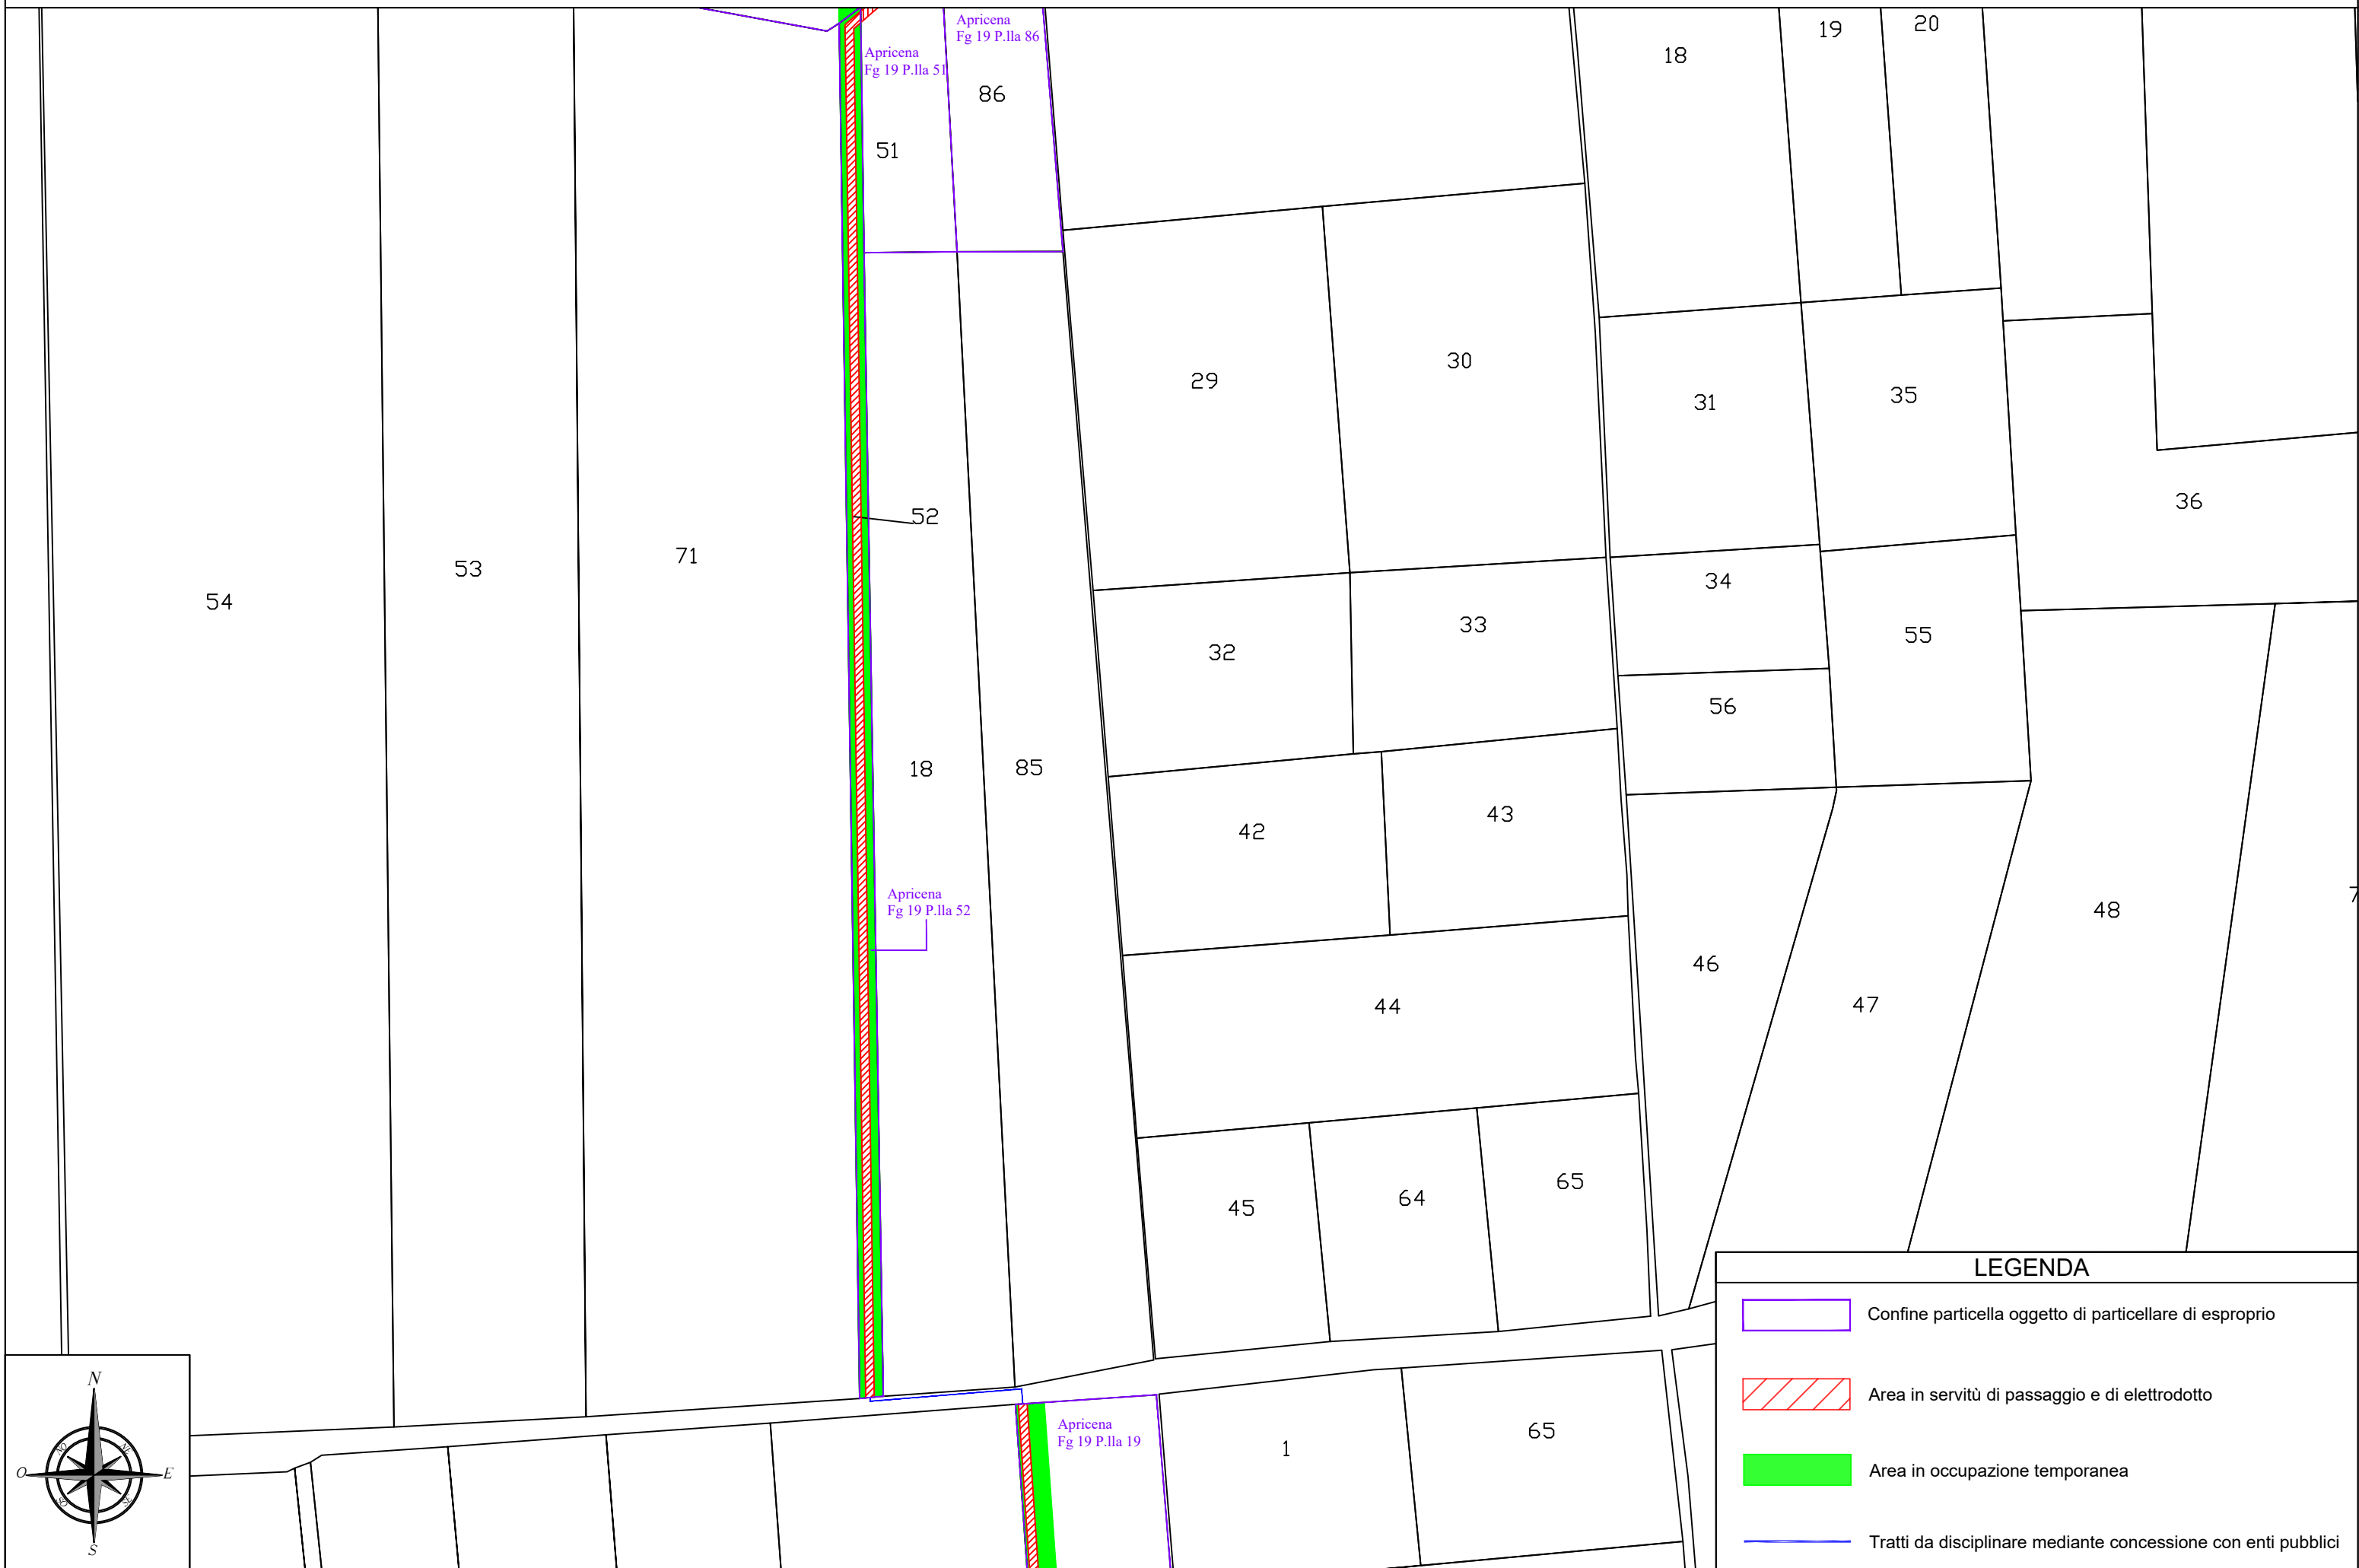 Apricena
Fg 19 P.lla 86
Apricena
Fg 19 P.lla 51
18
19
20
86
51
29
30
31
35
36
52
53
71
54
34
55
32
33
56
18
85
42
43
Apricena
Fg 19 P.lla 52
48
46
47
44
45
64
65
Apricena
Fg 19 P.lla 19
1
65
LEGENDA
Confine particella oggetto di particellare di esproprio
Area in servitù di passaggio e di elettrodotto
Area in occupazione temporanea
Tratti da disciplinare mediante concessione con enti pubblici
N
NO
NE
O
E
SO
SE
S